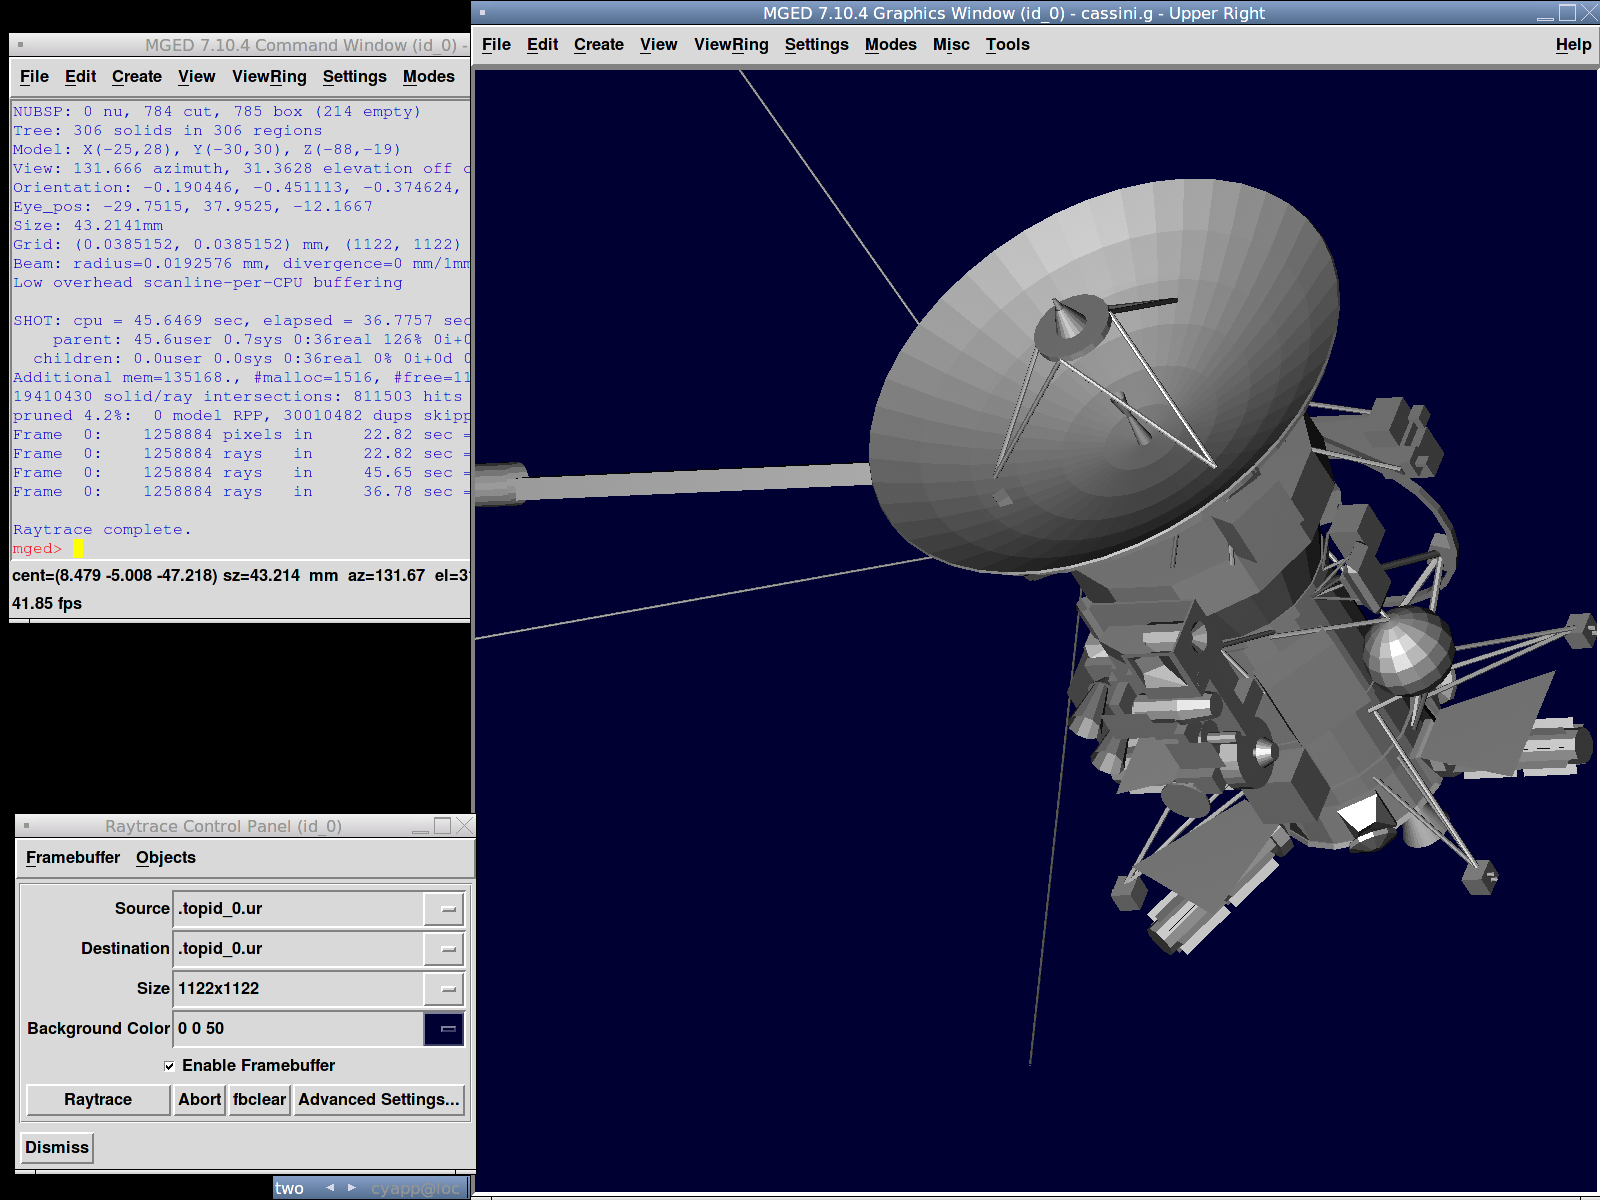 MGED 7.10.4 Graphics Window (id_0) - cassini.g - Upper Right
File Edit Create View ViewRing Settings Modes Misc Tools Help
MGED 7.10.4 Command Window (id_0) -
File Edit Create View ViewRing Settings Modes
NUBSP: 0 nu, 784 cut, 785 box (214 empty)
Tree: 306 solids in 306 regions
Model: X(-25,28), Y(-30,30), Z(-88,-19)
View: 131.666 azimuth, 31.3628 elevation off
Orientation: -0.190446, -0.451113, -0.374624,
Eye_pos: -29.7515, 37.9525, -12.1667
Size: 43.2141mm
Grid: (0.0385152, 0.0385152) mm, (1122, 1122)
Beam: radius=0.0192576 mm, divergence=0 mm/1mm
Low overhead scanline-per-CPU buffering
SHOT: cpu = 45.6469 sec, elapsed = 36.7757 sec
parent: 45.6user 0.7sys 0:36real 126% 0i+0
children: 0.0user 0.0sys 0:36real 0% 0i+0d 0
Additional mem=135168., #malloc=1516, #free=11
19410430 solid/ray intersections: 811503 hits
pruned 4.2%: 0 model RPP, 30010482 dups skipp
Frame 0: 1258884 pixels in 22.82 sec =
Frame 0: 1258884 rays in 22.82 sec =
Frame 0: 1258884 rays in 45.65 sec =
Frame 0: 1258884 rays in 36.78 sec =
Raytrace complete.
mged>
cent=(8.479 -5.008 -47.218) sz=43.214 mm az=131.67 el=31
41.85 fps
Raytrace Control Panel (id_0)
Framebuffer Objects
Source .topid_0.ur
Destination .topid_0.ur
Size 1122x1122
Background Color 0 0 50
Enable Framebuffer
Raytrace Abort fbclear Advanced Settings...
Dismiss
two cyapp@loc